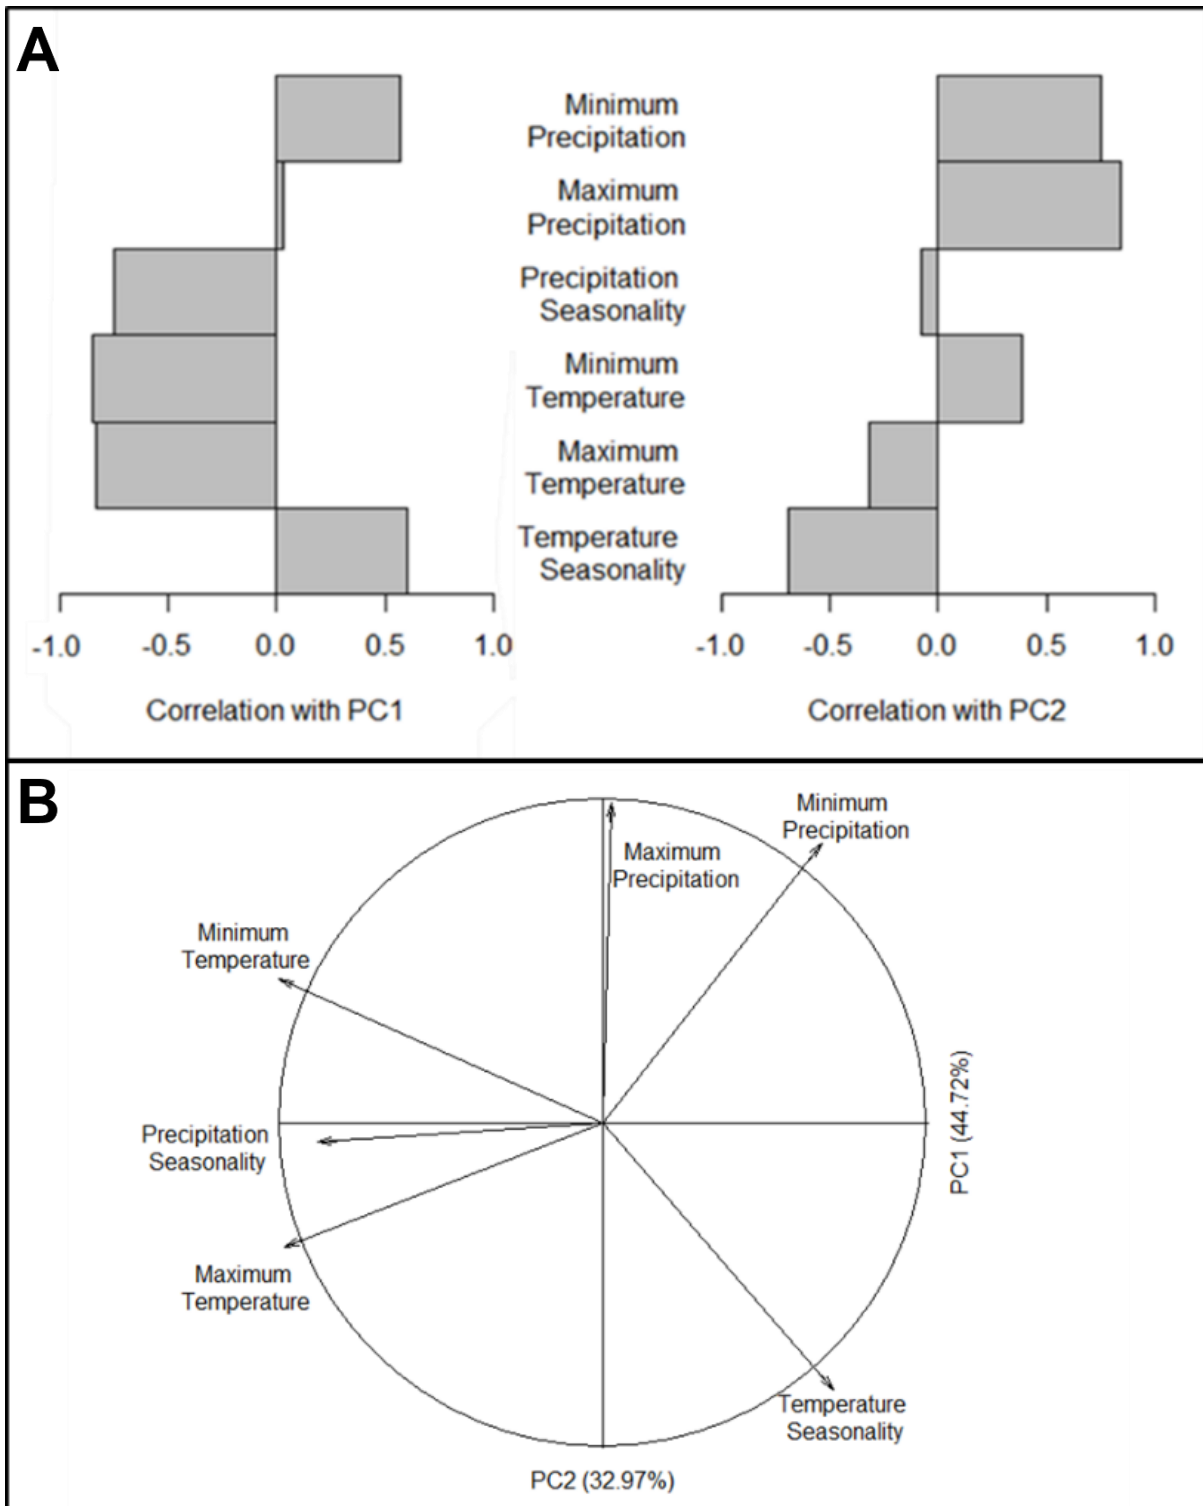 A
Minimum
Precipitation
Maximum
Precipitation
Precipitation
Seasonality
Minimum
Temperature
Maximum
Temperature
Temperature
Seasonality
-1.0 -0.5 0.0 0.5 1.0
-1.0 -0.5 0.0 0.5 1.0
Correlation with PC1
Correlation with PC2
B
Minimum
Precipitation
Maximum
Precipitation
Minimum
Temperature
Precipitation
Seasonality
Maximum
Temperature
PC1 (44.72%)
Temperature
Seasonality
PC2 (32.97%)